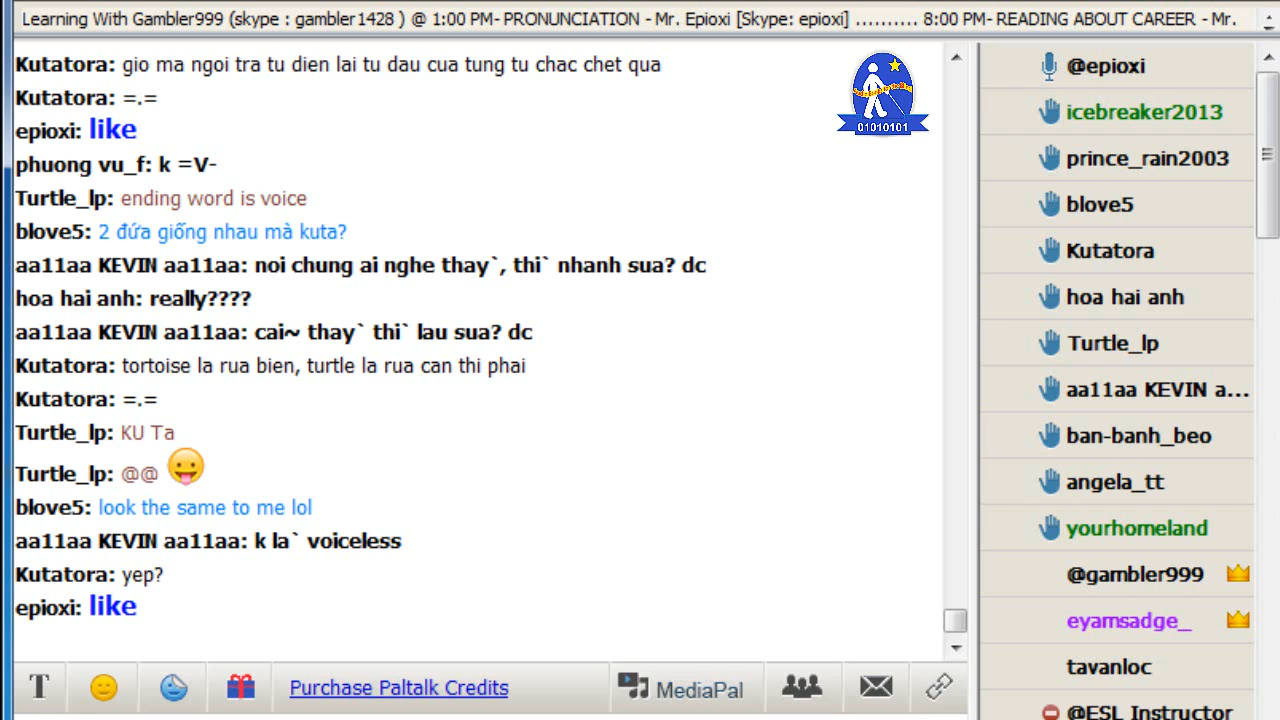 Learning With Gambler999 (skype : gambler1428 ) @ 1:00 PM- PRONUNCIATION - Mr. Epioxi [Skype: epioxi] .......... 8:00 PM- READING ABOUT CAREER - Mr.
Kutatora: gio ma ngoi tra tu dien lai tu dau cua tung tu chac chet qua
Kutatora: =.=
epioxi: like
phuong vu_f: k =V-
Turtle_lp: ending word is voice
blove5: 2 đứa giống nhau mà kuta?
aa11aa KEVIN aa11aa: noi chung ai nghe thay`, thi` nhanh sua? dc
hoa hai anh: really????
aa11aa KEVIN aa11aa: cai~ thay` thi` lau sua? dc
Kutatora: tortoise la rua bien, turtle la rua can thi phai
Kutatora: =.=
Turtle_lp: KU Ta
Turtle_lp: @@
blove5: look the same to me lol
aa11aa KEVIN aa11aa: k la` voiceless
Kutatora: yep?
epioxi: like
T
Purchase Paltalk Credits
MediaPal
01010101
@epioxi
icebreaker2013
prince_rain2003
blove5
Kutatora
hoa hai anh
Turtle_lp
aa11aa KEVIN a...
ban-banh_beo
angela_tt
yourhomeland
@gambler999
eyamsadge_
tavanloc
@ESL Instructor